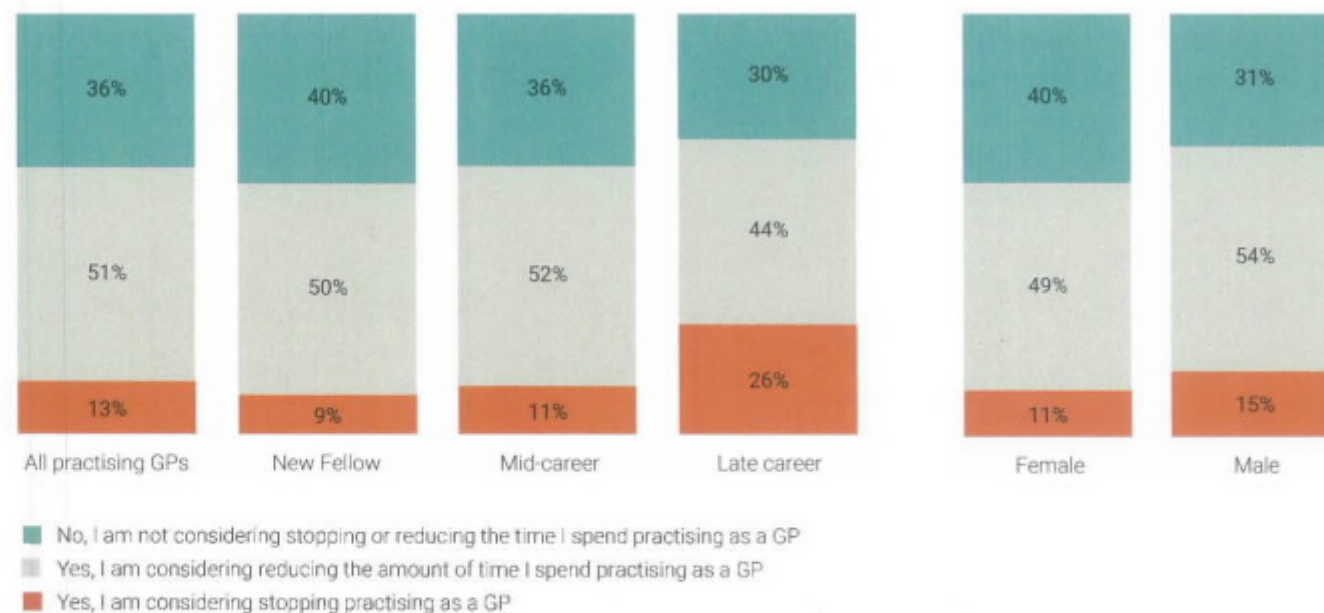 36%
40%
36%
30%
40%
31%
51%
50%
52%
44%
49%
54%
13%
9%
11%
26%
11%
15%
All practising GPs
New Fellow
Mid-career
Late career
Female
Male
No, I am not considering stopping or reducing the time I spend practising as a GP
Yes, I am considering reducing the amount of time I spend practising as a GP
Yes, I am considering stopping practising as a GP